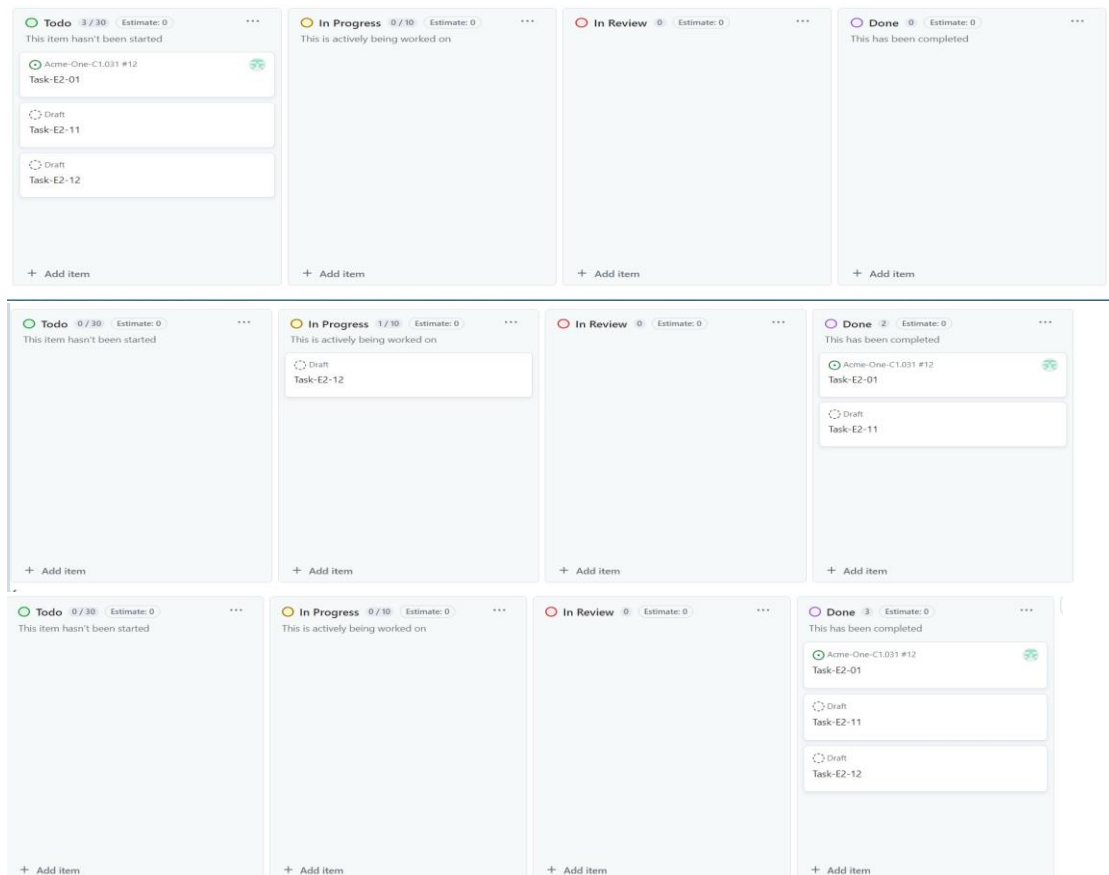 Todo 3 / 30 Estimate: 0 ...
This item hasn't been started
Acme-One-C1.031 #12
Task-E2-01
Draft
Task-E2-11
Draft
Task-E2-12
+ Add item
In Progress 0 / 10 Estimate: 0 ...
This is actively being worked on
+ Add item
In Review 0 Estimate: 0 ...
+ Add item
Done 0 Estimate: 0 ...
This has been completed
+ Add item
Todo 0 / 30 Estimate: 0 ...
This item hasn't been started
+ Add item
In Progress 1 / 10 Estimate: 0 ...
This is actively being worked on
Draft
Task-E2-12
+ Add item
In Review 0 Estimate: 0 ...
+ Add item
Done 2 Estimate: 0 ...
This has been completed
Acme-One-C1.031 #12
Task-E2-01
Draft
Task-E2-11
+ Add item
Todo 0 / 30 Estimate: 0 ...
This item hasn't been started
+ Add item
In Progress 0 / 10 Estimate: 0 ...
This is actively being worked on
+ Add item
In Review 0 Estimate: 0 ...
+ Add item
Done 3 Estimate: 0 ...
This has been completed
Acme-One-C1.031 #12
Task-E2-01
Draft
Task-E2-11
Draft
Task-E2-12
+ Add item